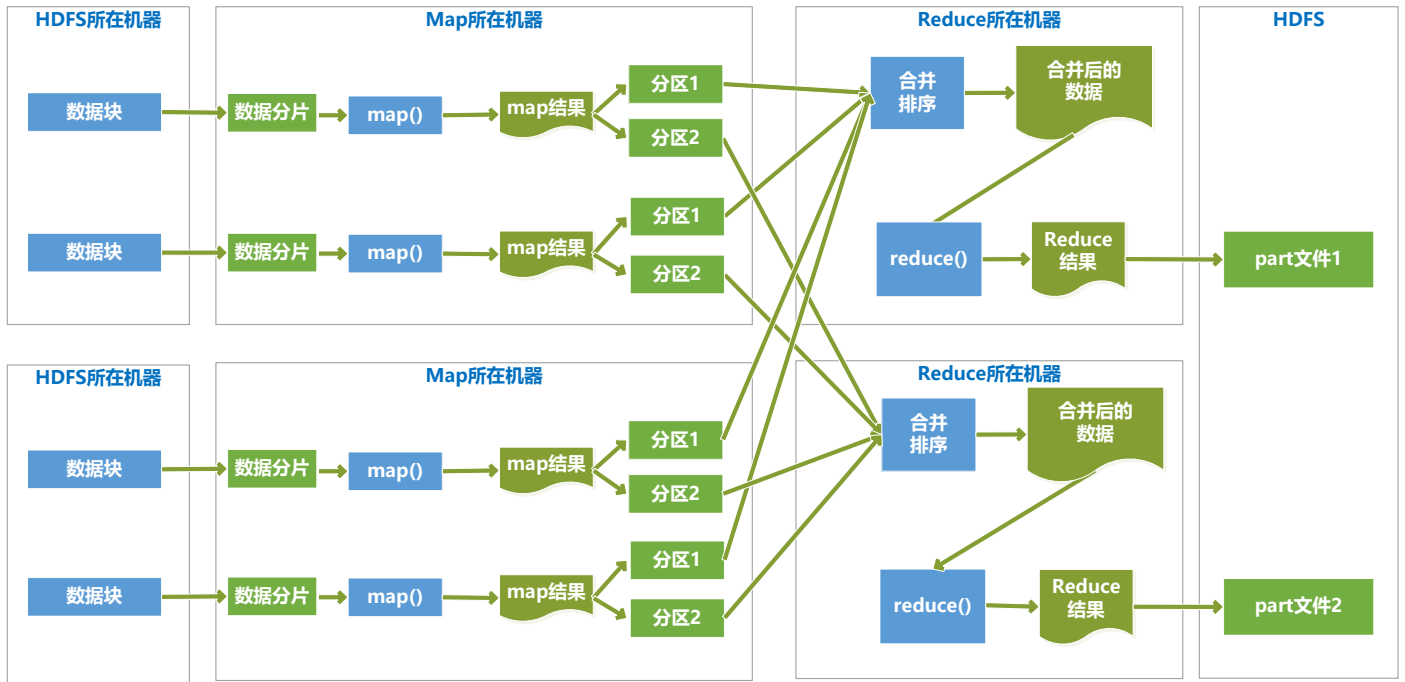 HDFS所在机器
Map所在机器
Reduce所在机器
HDFS
数据块
数据分片
map()
map结果
分区1
分区2
数据块
数据分片
map()
map结果
分区1
分区2
合并
排序
合并后的
数据
reduce()
Reduce
结果
part文件1
HDFS所在机器
Map所在机器
Reduce所在机器
数据块
数据分片
map()
map结果
分区1
分区2
数据块
数据分片
map()
map结果
分区1
分区2
合并
排序
合并后的
数据
reduce()
Reduce
结果
part文件2